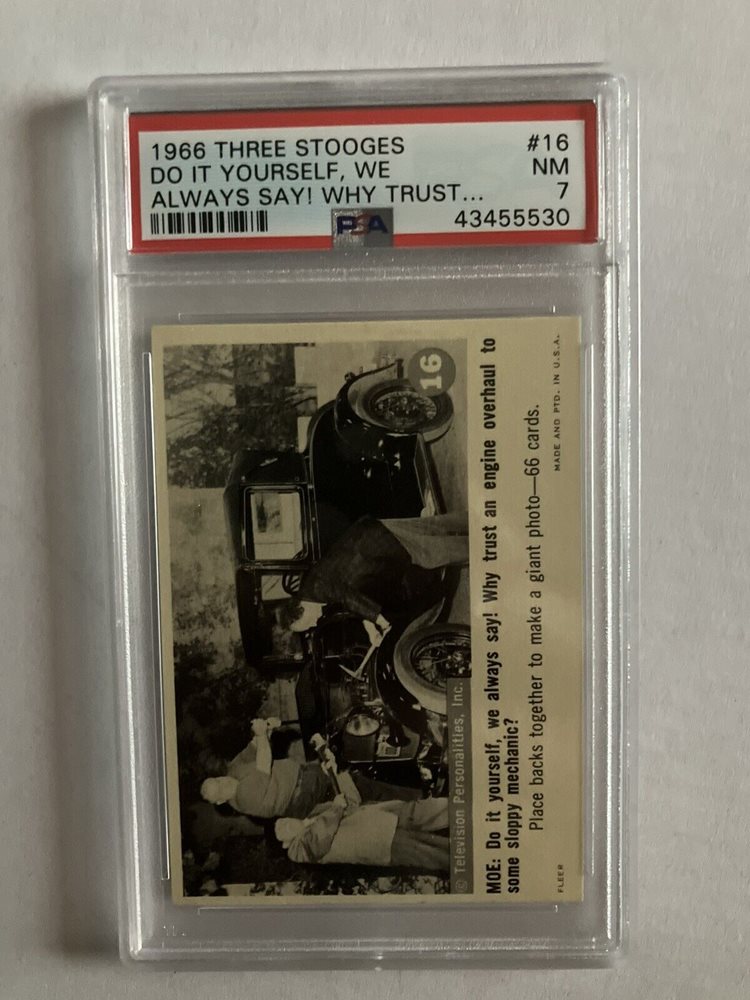 1966 THREE STOOGES #16
DO IT YOURSELF, WE NM
ALWAYS SAY! WHY TRUST... 7
PSA 43455530
16
© Television Personalities, Inc.
MOE: Do it yourself, we always say! Why trust an engine overhaul to
some sloppy mechanic?
Place backs together to make a giant photo—66 cards.
FLEER MADE AND PTD. IN U.S.A.